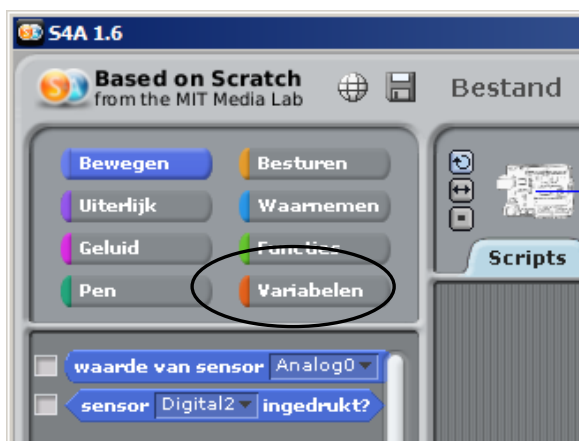 S4A 1.6
Based on Scratch
from the MIT Media Lab
Bestand
Bewegen
Besturen
Uiterlijk
Waarnemen
Geluid
Functies
Pen
Variabelen
Scripts
waarde van sensor Analog0
sensor Digital2 ingedrukt?